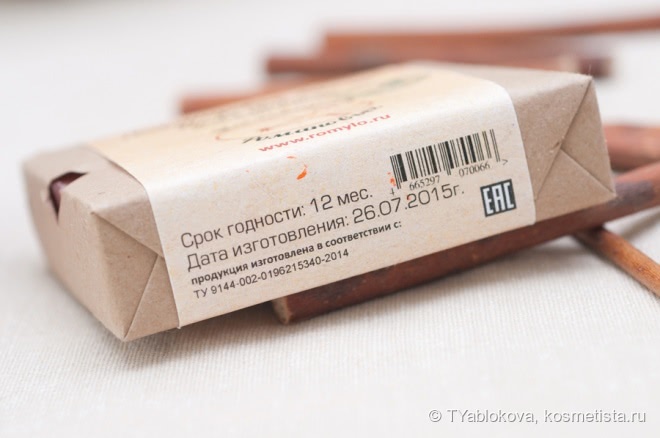 www.romylo.ru
4 665297 070066 >
Срок годности: 12 мес.
Дата изготовления: 26.07.2015г.
EAC
продукция изготовлена в соответствии с:
ТУ 9144-002-0196215340-2014
© TYablokova, kosmetista.ru